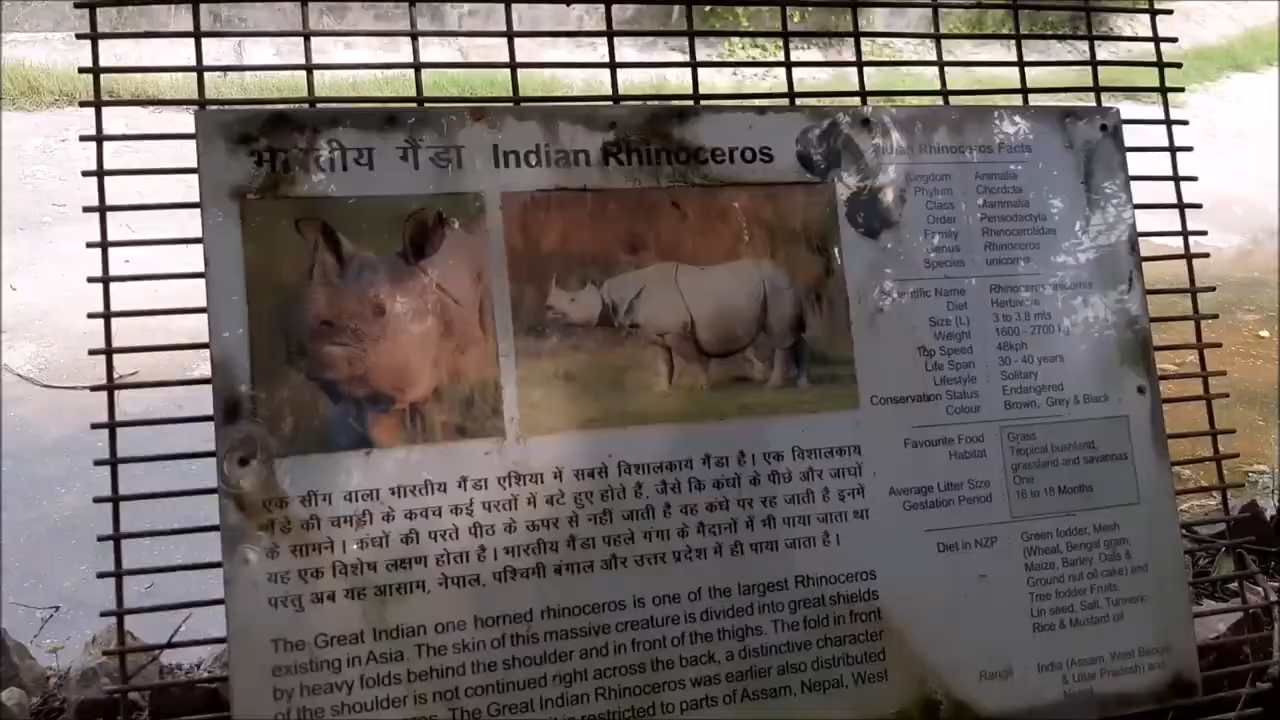 भारतीय गैंडा Indian Rhinoceros
एक सींग वाला भारतीय गैंडा एशिया में सबसे विशालकाय गैंडा है। एक विशालकाय
की चमड़ी के कवच कई परतों में बटे हुए होते हैं, जैसे कि कंधों के पीछे और जांघों
के सामने। कंधों की परते पीठ के ऊपर से नहीं जाती है वह कंधे पर रह जाती है इनमें
यह एक विशेष लक्षण होता है। भारतीय गैंडा पहले गंगा के मैदानों में भी पाया जाता था
परंतु अब यह आसाम, नेपाल, पश्चिमी बंगाल और उत्तर प्रदेश में ही पाया जाता है।
The Great Indian one horned rhinoceros is one of the largest Rhinoceros
existing in Asia. The skin of this massive creature is divided into great shields
by heavy folds behind the shoulder and in front of the thighs. The fold in front
of the shoulder is not continued right across the back, a distinctive character
The Great Indian Rhinoceros was earlier also distributed
restricted to parts of Assam, Nepal, West
Rhinoceros Facts
Kingdom Animalia
Phylum Chordata
Class Mammalia
Order Perisodactyla
Family Rhinocerotidae
Genus Rhinoceros
Species unicornis
Name Rhinoceros
Diet : Herbivore
Size (L) : 3 to 3.8 mts
Weight : 1600 - 2700 kg
Top Speed : 48kph
Life Span : 30 - 40 years
Lifestyle : Solitary
Conservation Status : Endangered
Colour : Brown, Grey & Black
Favourite Food : Grass
Habitat : Tropical bushland,
grassland and savannas
Average Litter Size : One
Gestation Period : 16 to 18 Months
Diet in NZP : Green fodder, Mesh
(Wheat, Bengal gram,
Maize, Barley, Oats &
Ground nut oil cake) and
Tree fodder Fruits,
Lin seed, Salt, Turmeric
Rice & Mustard oil
Range : India (Assam, West Bengal
& Uttar Pradesh) and